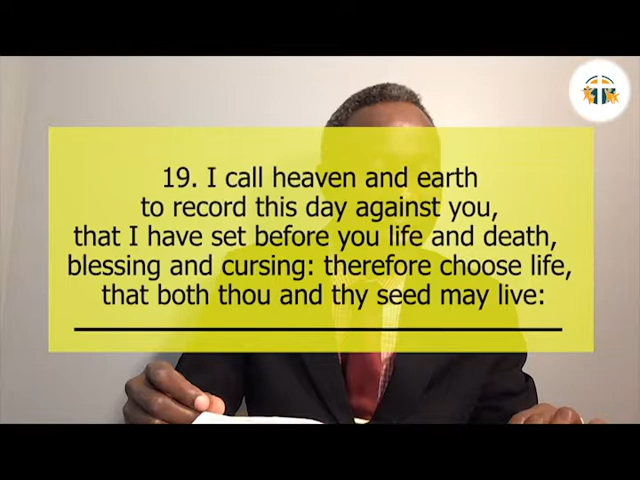 19. I call heaven and earth
to record this day against you,
that I have set before you life and death,
blessing and cursing: therefore choose life,
that both thou and thy seed may live: